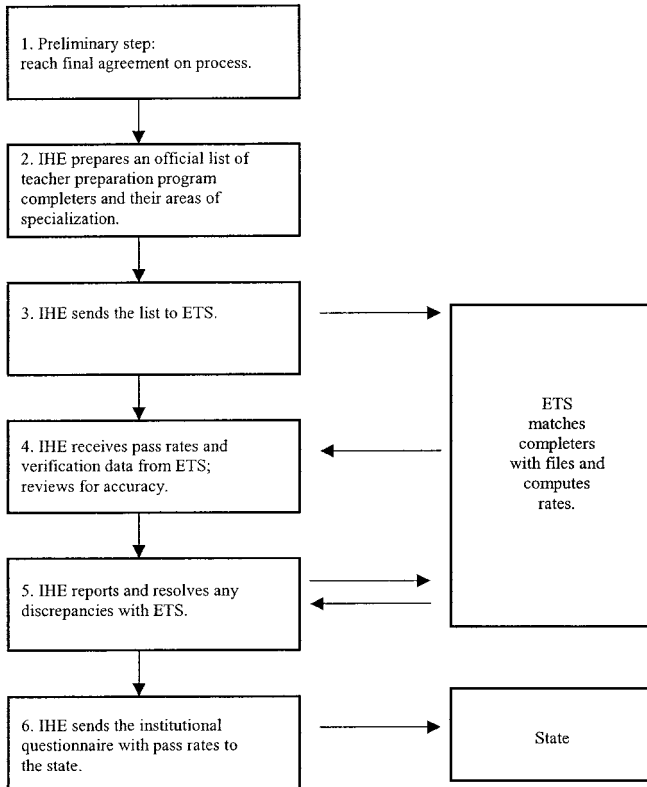 1. Preliminary step:
reach final agreement on process.
2. IHE prepares an official list of
teacher preparation program
completers and their areas of
specialization.
3. IHE sends the list to ETS.
4. IHE receives pass rates and
verification data from ETS;
reviews for accuracy.
ETS
matches
completers
with files and
computes
rates.
5. IHE reports and resolves any
discrepancies with ETS.
6. IHE sends the institutional
questionnaire with pass rates to
the state.
State